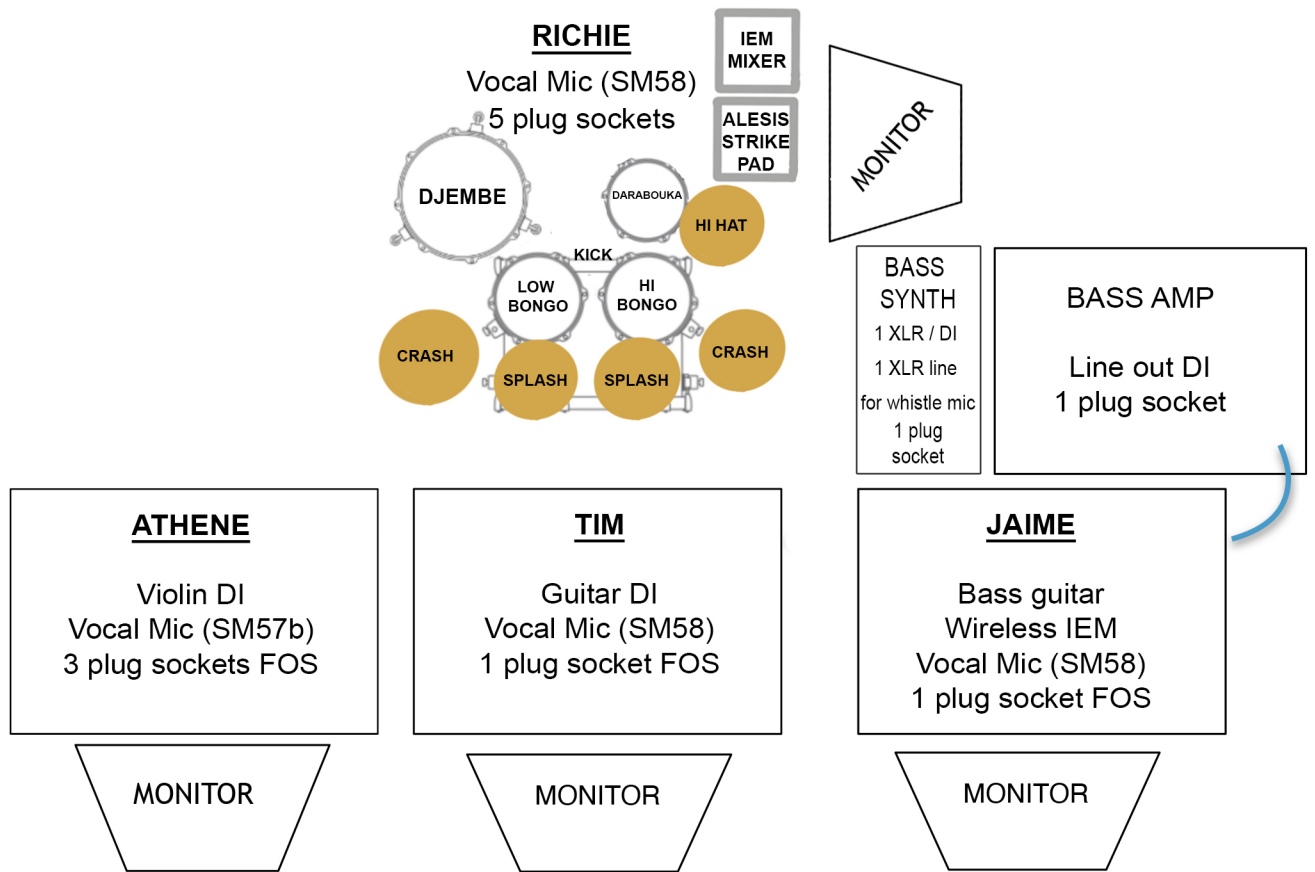 RICHIE
Vocal Mic (SM58)
5 plug sockets
IEM
MIXER
ALESIS
STRIKE
PAD
MONITOR
DJEMBE
DARABOUKA
HI HAT
KICK
LOW
BONGO
HI
BONGO
CRASH
SPLASH
SPLASH
CRASH
BASS
SYNTH
1 XLR / DI
1 XLR line
for whistle mic
1 plug
socket
BASS AMP
Line out DI
1 plug socket
ATHENE
Violin DI
Vocal Mic (SM57b)
3 plug sockets FOS
TIM
Guitar DI
Vocal Mic (SM58)
1 plug socket FOS
JAIME
Bass guitar
Wireless IEM
Vocal Mic (SM58)
1 plug socket FOS
MONITOR
MONITOR
MONITOR